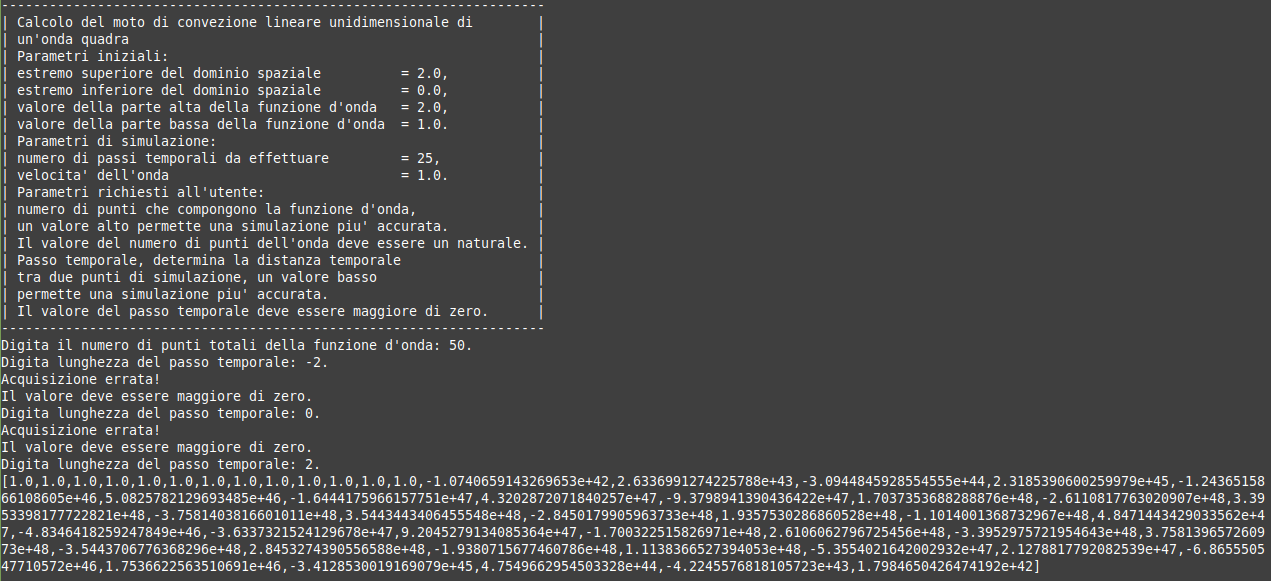 --------------------------------------------------------------------
| Calcolo del moto di convezione lineare unidimensionale di        |
| un'onda quadra                                                   |
| Parametri iniziali:                                              |
| estremo superiore del dominio spaziale          = 2.0,           |
| estremo inferiore del dominio spaziale          = 0.0,           |
| valore della parte alta della funzione d'onda   = 2.0,           |
| valore della parte bassa della funzione d'onda  = 1.0.           |
| Parametri di simulazione:                                        |
| numero di passi temporali da effettuare         = 25,            |
| velocita' dell'onda                             = 1.0.           |
| Parametri richiesti all'utente:                                  |
| numero di punti che compongono la funzione d'onda,               |
| un valore alto permette una simulazione piu' accurata.           |
| Il valore del numero di punti dell'onda deve essere un naturale. |
| Passo temporale, determina la distanza temporale                 |
| tra due punti di simulazione, un valore basso                    |
| permette una simulazione piu' accurata.                          |
| Il valore del passo temporale deve essere maggiore di zero.      |
--------------------------------------------------------------------
Digita il numero di punti totali della funzione d'onda: 50.
Digita lunghezza del passo temporale: -2.
Acquisizione errata!
Il valore deve essere maggiore di zero.
Digita lunghezza del passo temporale: 0.
Acquisizione errata!
Il valore deve essere maggiore di zero.
Digita lunghezza del passo temporale: 2.
[1.0,1.0,1.0,1.0,1.0,1.0,1.0,1.0,1.0,1.0,1.0,1.0,1.0,-1.0740659143269653e+42,2.6336991274225788e+43,-3.0944845928554555e+44,2.3185390600259979e+45,-1.24365158
66108605e+46,5.0825782129693485e+46,-1.6444175966157751e+47,4.3202872071840257e+47,-9.3798941390436422e+47,1.7037353688288876e+48,-2.6110817763020907e+48,3.395
3398177722821e+48,-3.7581403816601011e+48,3.5443443406455548e+48,-2.8450179905963733e+48,1.9357530286860528e+48,-1.1014001368732967e+48,4.8471443429033562e+4
7,-4.8346418259247849e+46,-3.6337321524129678e+47,9.2045279134085364e+47,-1.700322515826971e+48,2.6106062796725456e+48,-3.3952975721954643e+48,3.7581396572609
73e+48,-3.5443706776368296e+48,2.8453274390556588e+48,-1.9380715677460786e+48,1.1138366527394053e+48,-5.3554021642002932e+47,2.1278817792082539e+47,-6.8655505
47710572e+46,1.7536622563510691e+46,-3.4128530019169079e+45,4.7549662954503328e+44,-4.2245576818105723e+43,1.7984650426474192e+42]